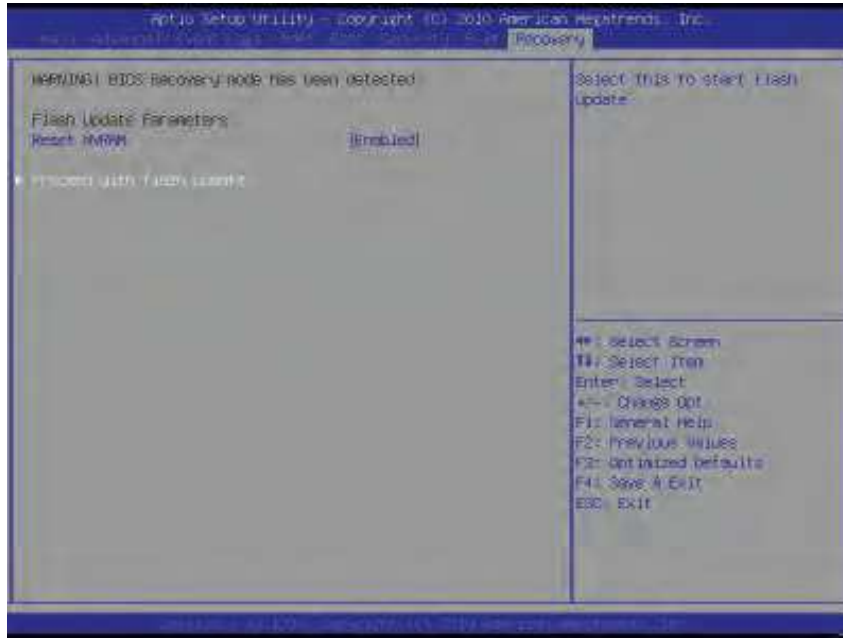 Aptio Setup Utility - Copyright (C) 2010 American Megatrends, Inc.
Recovery
WARNING! BIOS Recovery mode has been detected
Flash Update Parameters
Reset NVRAM [Enabled]
Proceed with flash update
Select this to start flash
update
: Select Screen
↑↓: Select Item
Enter: Select
+/-: Change Opt.
F1: General Help
F2: Previous Values
F3: Optimized Defaults
F4: Save & Exit
ESC: Exit